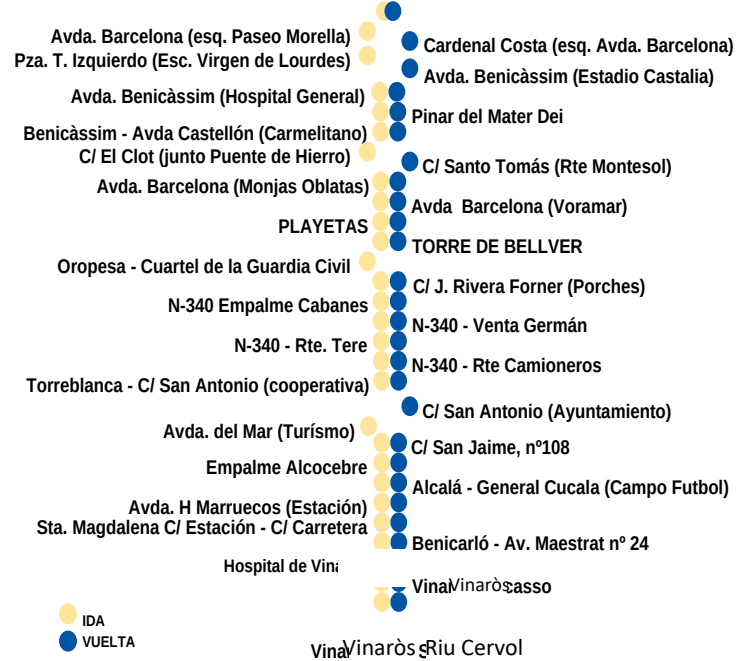 Avda. Barcelona (esq. Paseo Morella)
Cardenal Costa (esq. Avda. Barcelona)
Pza. T. Izquierdo (Esc. Virgen de Lourdes)
Avda. Benicàssim (Estadio Castalia)
Avda. Benicàssim (Hospital General)
Pinar del Mater Dei
Benicàssim - Avda Castellón (Carmelitano)
C/ El Clot (junto Puente de Hierro)
C/ Santo Tomás (Rte Montesol)
Avda. Barcelona (Monjas Oblatas)
Avda Barcelona (Voramar)
PLAYETAS
TORRE DE BELLVER
Oropesa - Cuartel de la Guardia Civil
C/ J. Rivera Forner (Porches)
N-340 Empalme Cabanes
N-340 - Venta Germán
N-340 - Rte. Tere
N-340 - Rte Camioneros
Torreblanca - C/ San Antonio (cooperativa)
C/ San Antonio (Ayuntamiento)
Avda. del Mar (Turísmo)
C/ San Jaime, nº108
Empalme Alcocebre
Alcalá - General Cucala (Campo Futbol)
Avda. H Marruecos (Estación)
Sta. Magdalena C/ Estación - C/ Carretera
Benicarló - Av. Maestrat nº 24
Hospital de Vina
Vinaròs
IDA
VUELTA
Vinaròs Riu Cervol